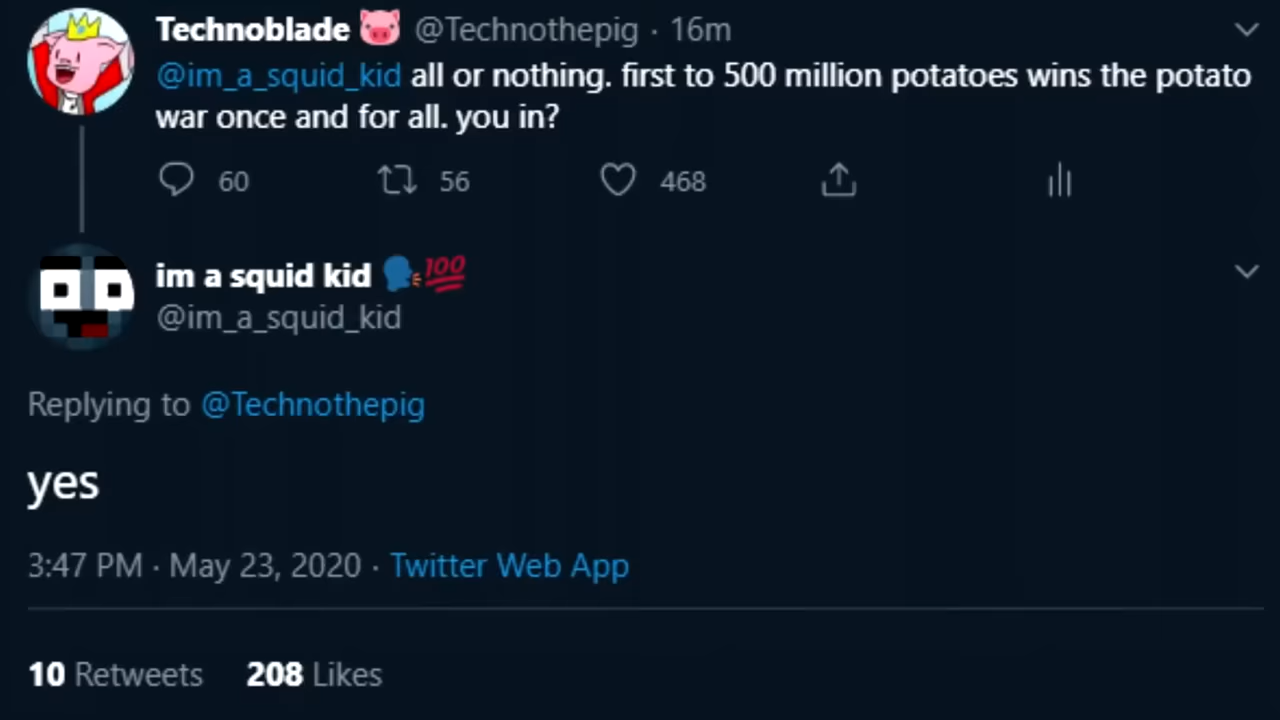 Technoblade 🐷 @Technothepig · 16m
@im_a_squid_kid all or nothing. first to 500 million potatoes wins the potato
war once and for all. you in?
60 56 468
im a squid kid 🗣💯
@im_a_squid_kid
Replying to @Technothepig
yes
3:47 PM · May 23, 2020 · Twitter Web App
10 Retweets 208 Likes